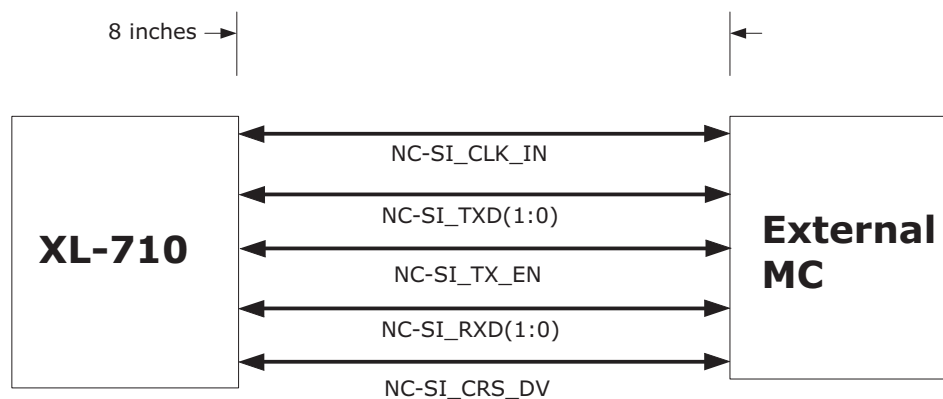 8 inches
NC-SI_CLK_IN
NC-SI_TXD(1:0)
XL-710
External
MC
NC-SI_TX_EN
NC-SI_RXD(1:0)
NC-SI_CRS_DV